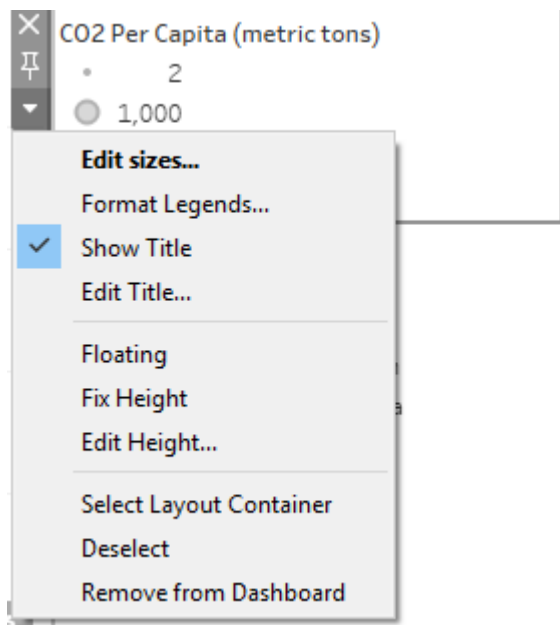 CO2 Per Capita (metric tons)
2
1,000
Edit sizes...
Format Legends...
Show Title
Edit Title...
Floating
Fix Height
Edit Height...
Select Layout Container
Deselect
Remove from Dashboard